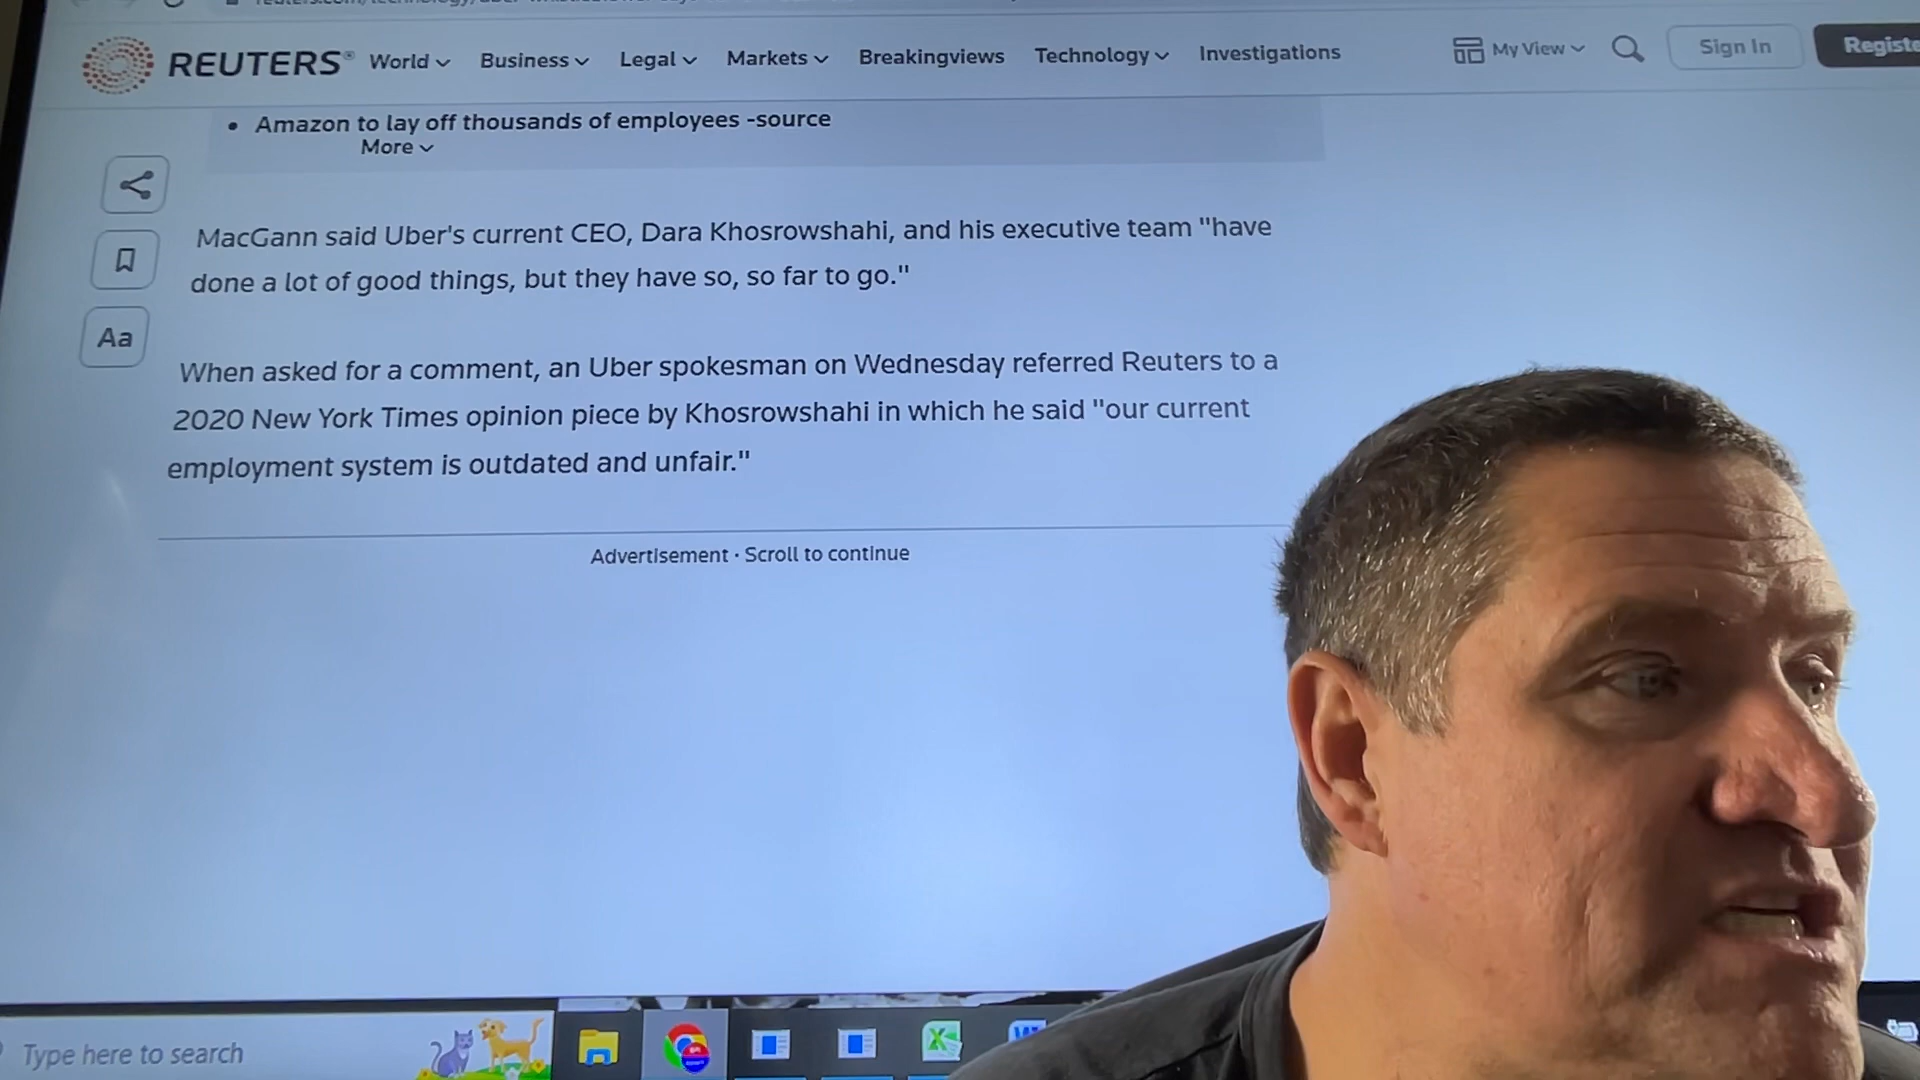 REUTERS® World Business Legal Markets Breakingviews Technology Investigations My View Sign In
Amazon to lay off thousands of employees -source
More
MacGann said Uber's current CEO, Dara Khosrowshahi, and his executive team "have
done a lot of good things, but they have so, so far to go."
Aa
When asked for a comment, an Uber spokesman on Wednesday referred Reuters to a
2020 New York Times opinion piece by Khosrowshahi in which he said "our current
employment system is outdated and unfair."
Advertisement · Scroll to continue
Type here to search